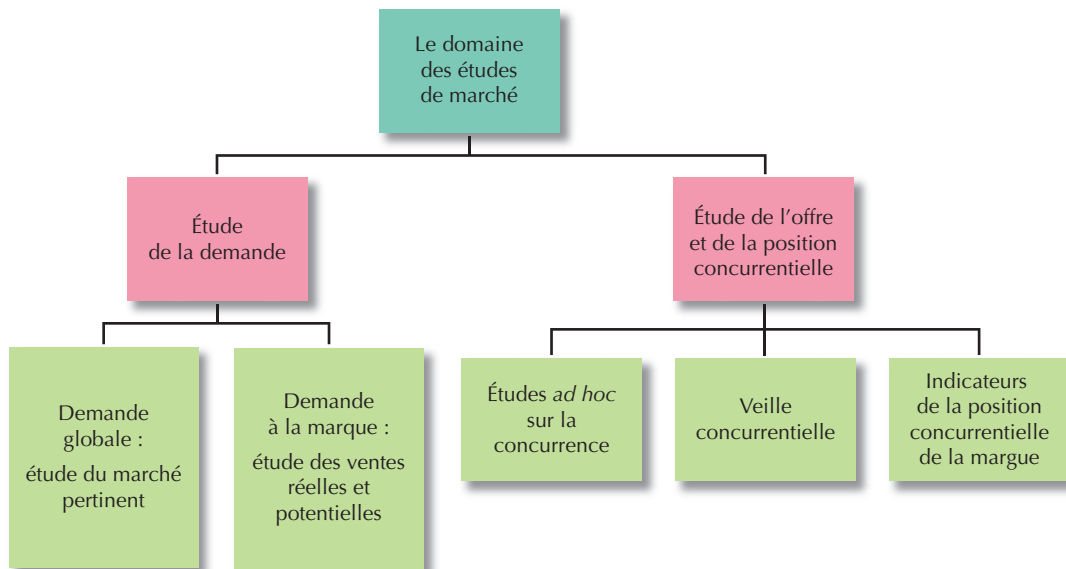 Le domaine
des études
de marché
Étude
de la demande
Étude de l’offre
et de la position
concurrentielle
Demande
globale :
étude du marché
pertinent
Demande
à la marque :
étude des ventes
réelles et
potentielles
Études ad hoc
sur la
concurrence
Veille
concurrentielle
Indicateurs
de la position
concurrentielle
de la margue